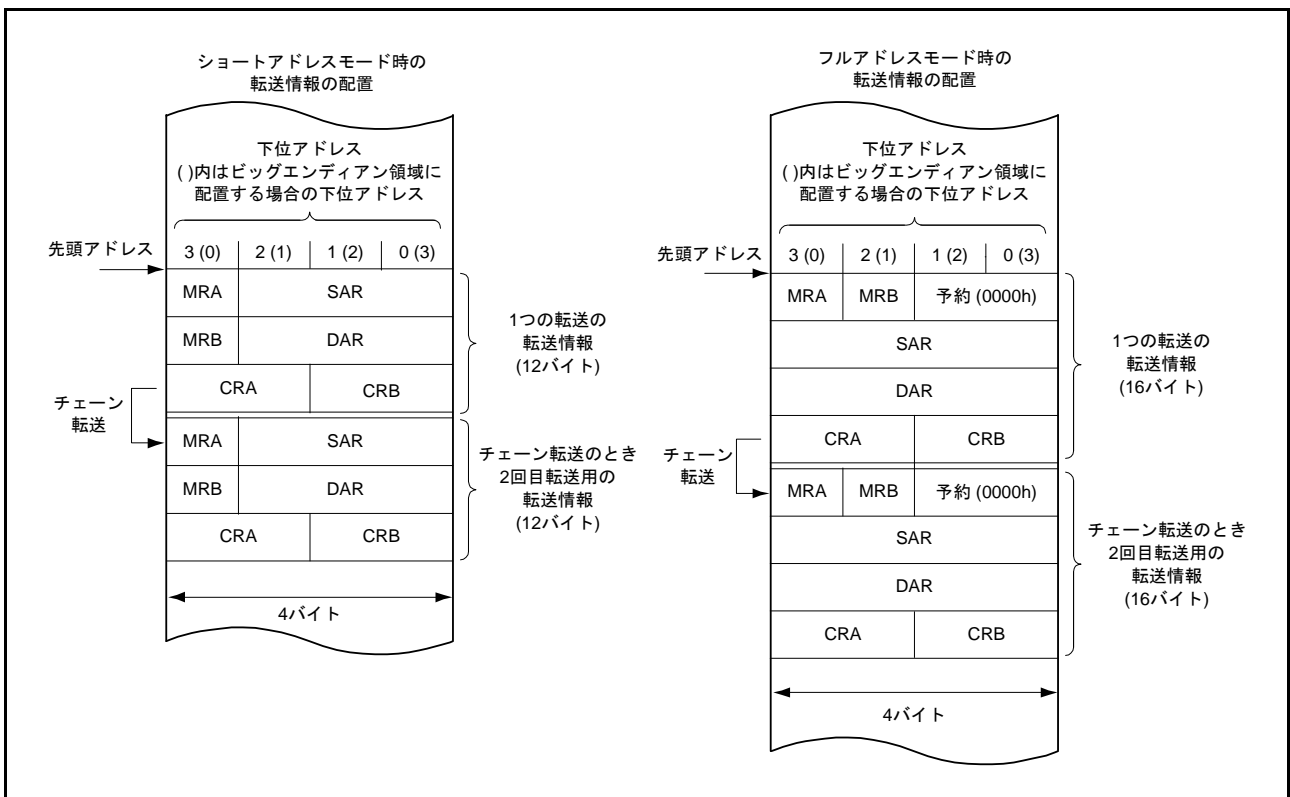 ショートアドレスモード時の
転送情報の配置
下位アドレス
( )内はビッグエンディアン領域に
配置する場合の下位アドレス
先頭アドレス
3 (0) 2 (1) 1 (2) 0 (3)
MRA SAR
MRB DAR
CRA CRB
1つの転送の
転送情報
(12バイト)
チェーン
転送
MRA SAR
MRB DAR
CRA CRB
チェーン転送のとき
2回目転送用の
転送情報
(12バイト)
4バイト
フルアドレスモード時の
転送情報の配置
下位アドレス
( )内はビッグエンディアン領域に
配置する場合の下位アドレス
先頭アドレス
3 (0) 2 (1) 1 (2) 0 (3)
MRA MRB 予約 (0000h)
SAR
DAR
CRA CRB
1つの転送の
転送情報
(16バイト)
チェーン
転送
MRA MRB 予約 (0000h)
SAR
DAR
CRA CRB
チェーン転送のとき
2回目転送用の
転送情報
(16バイト)
4バイト